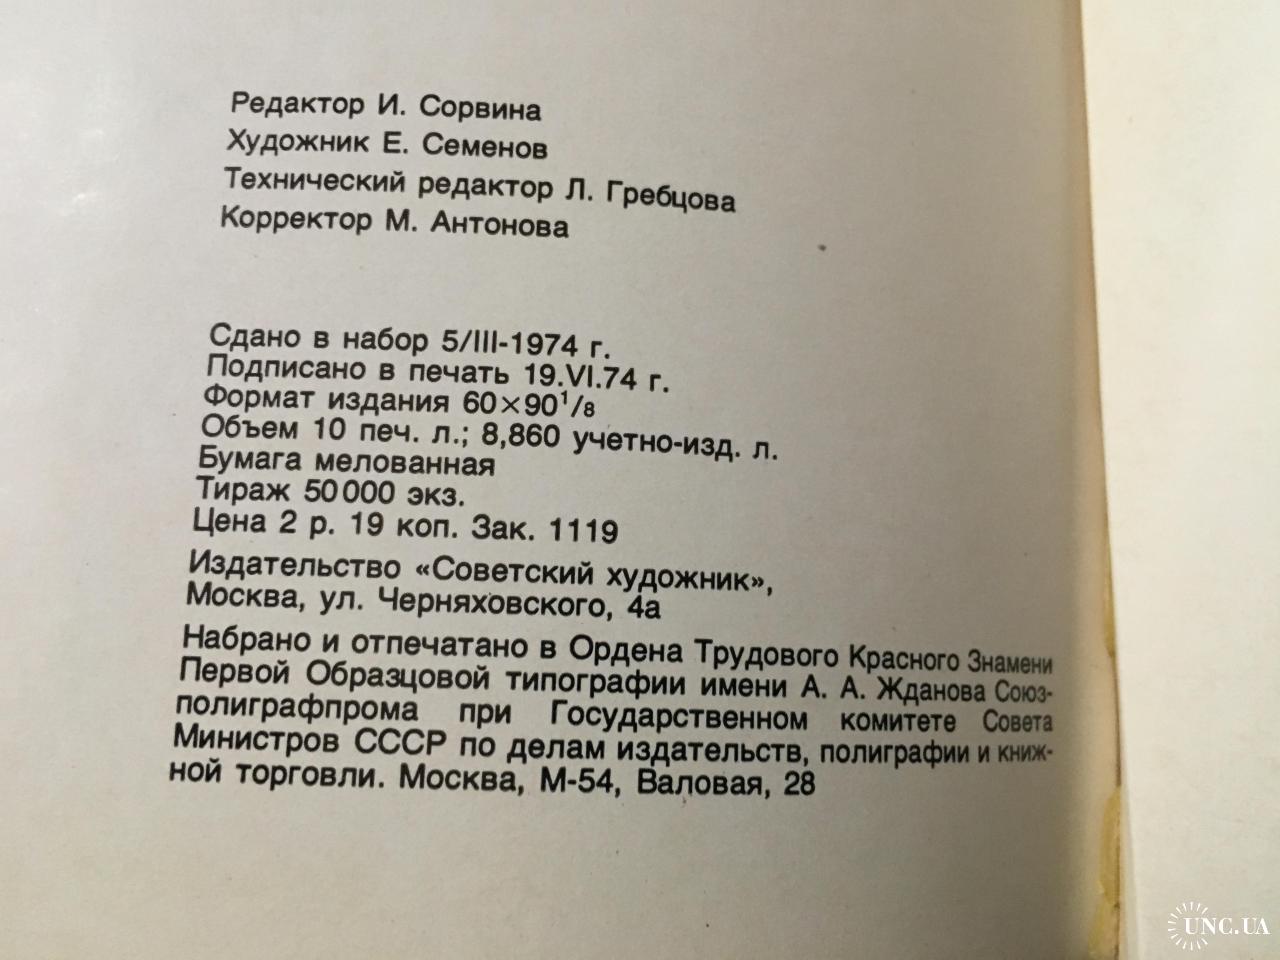 Редактор И. Сорвина
Художник Е. Семенов
Технический редактор Л. Гребцова
Корректор М. Антонова
Сдано в набор 5/III-1974 г.
Подписано в печать 19.VI.74 г.
Формат издания 60×90¹/₈
Объем 10 печ. л.; 8,860 учетно-изд. л.
Бумага мелованная
Тираж 50 000 экз.
Цена 2 р. 19 коп. Зак. 1119
Издательство «Советский художник»,
Москва, ул. Черняховского, 4а
Набрано и отпечатано в Ордена Трудового Красного Знамени
Первой Образцовой типографии имени А. А. Жданова Союз-
полиграфпрома при Государственном комитете Совета
Министров СССР по делам издательств, полиграфии и книж-
ной торговли. Москва, М-54, Валовая, 28
UNC.UA